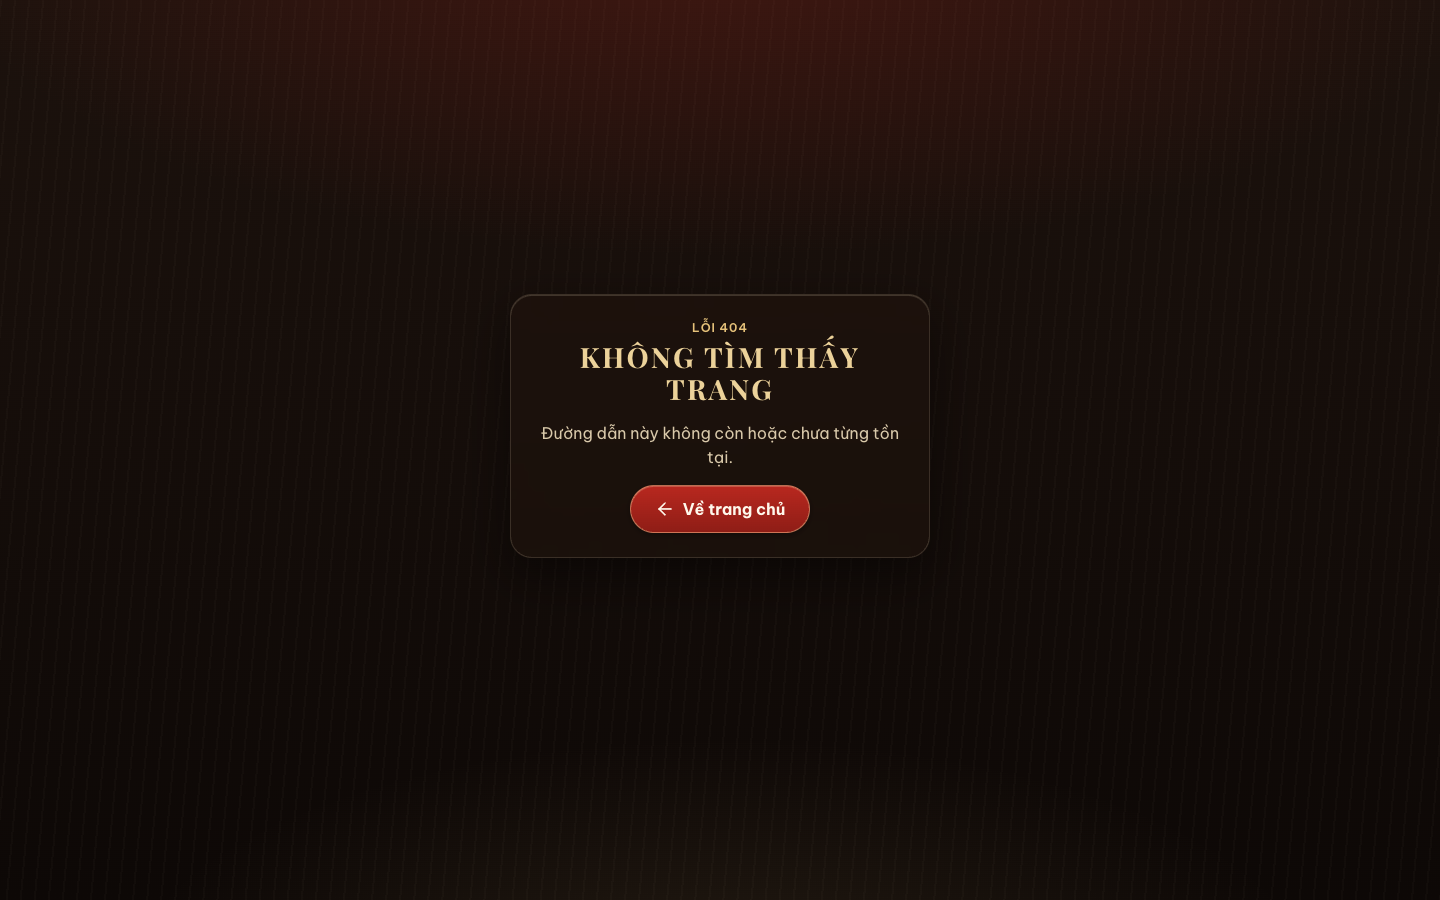 LỖI 404
KHÔNG TÌM THẤY
TRANG
Đường dẫn này không còn hoặc chưa từng tồn
tại.
Về trang chủ